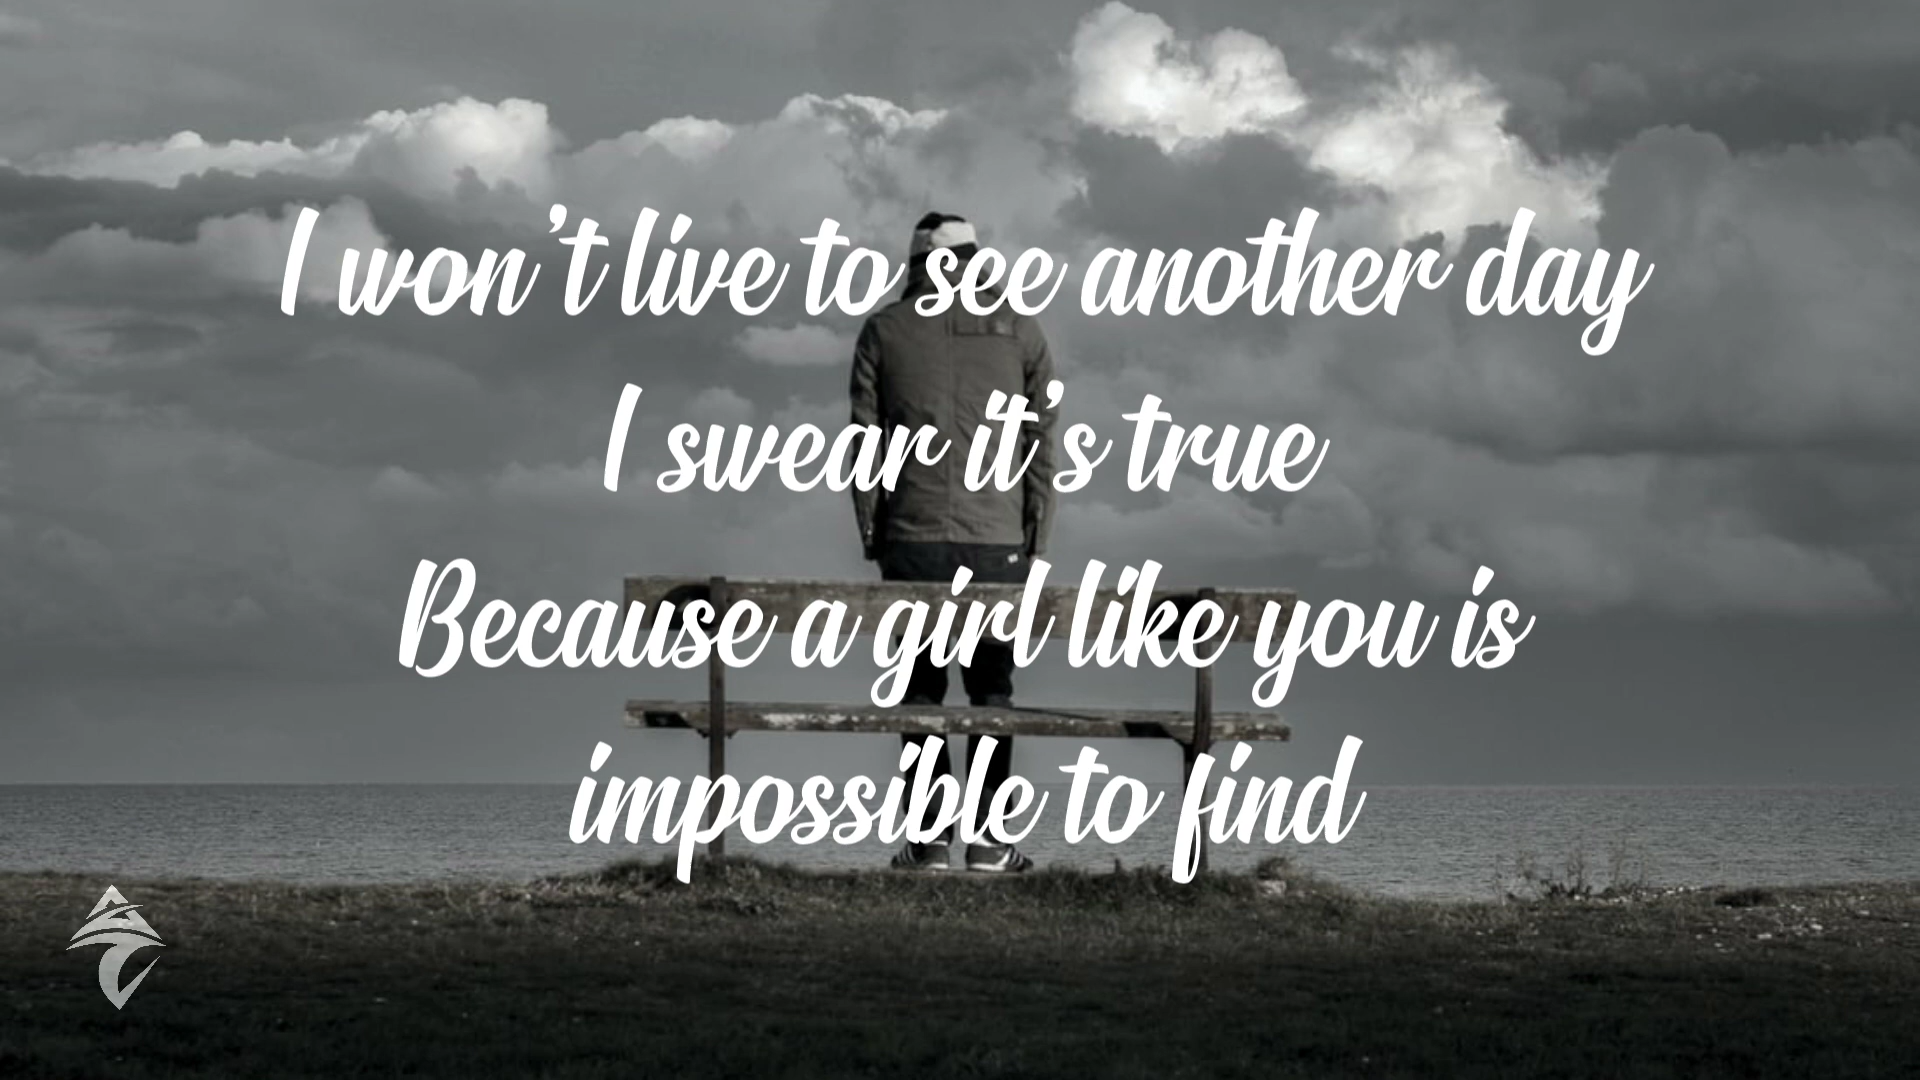 I won't live to see another day
I swear it's true
Because a girl like you is
impossible to find